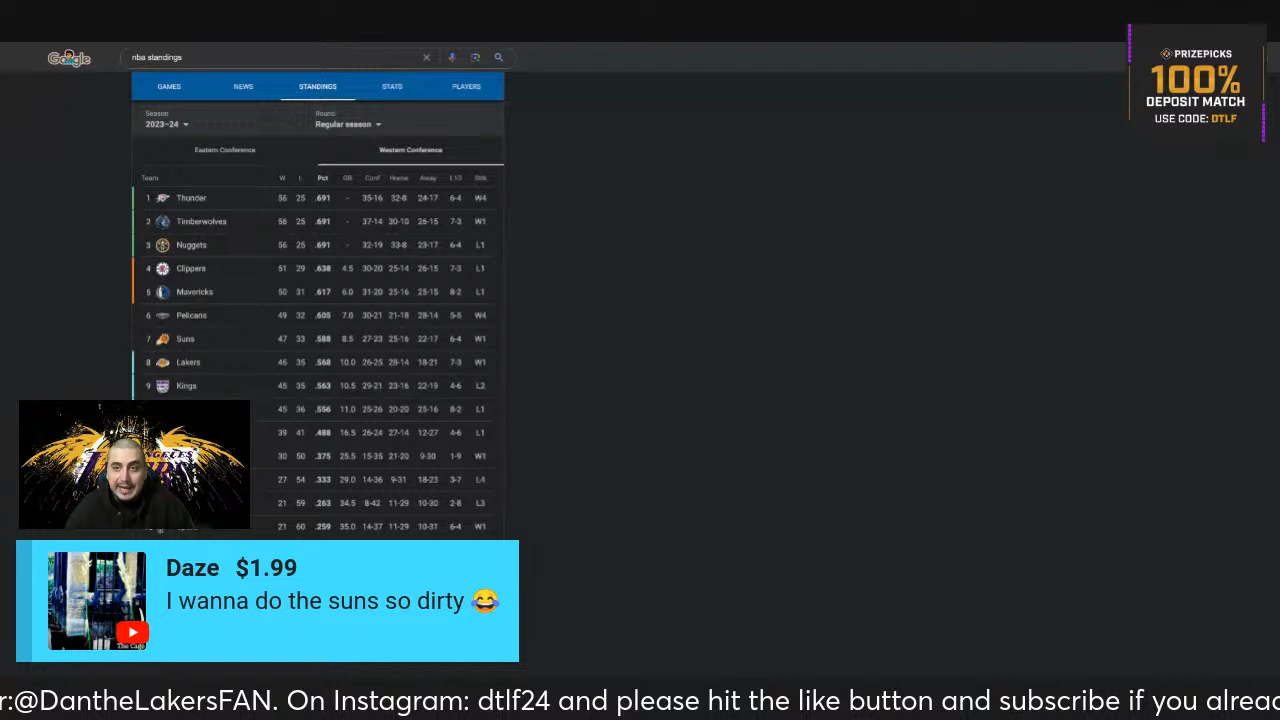 Google
nba standings
PRIZEPICKS
100%
DEPOSIT MATCH
USE CODE: DTLF
GAMES NEWS STANDINGS STATS PLAYERS
Season Round
2023–24 Regular season
Eastern Conference Western Conference
Team W L Pct GB Conf Home Away L10 Strk
1 Thunder 56 25 .691 - 35-16 32-8 24-17 6-4 W4
2 Timberwolves 56 25 .691 - 37-14 30-10 26-15 7-3 W1
3 Nuggets 56 25 .691 - 32-19 33-8 23-17 6-4 L1
4 Clippers 51 29 .638 4.5 30-20 25-14 26-15 7-3 L1
5 Mavericks 50 31 .617 6.0 31-20 25-16 25-15 8-2 L1
6 Pelicans 49 32 .605 7.0 30-21 21-18 28-14 5-5 W4
7 Suns 47 33 .588 8.5 27-23 25-16 22-17 6-4 W1
8 Lakers 46 35 .568 10.0 26-25 28-14 18-21 7-3 W1
9 Kings 45 35 .563 10.5 29-21 23-16 22-19 4-6 L2
45 36 .556 11.0 25-26 20-20 25-16 8-2 L1
39 41 .488 16.5 26-24 27-14 12-27 4-6 L1
30 50 .375 25.5 15-35 21-20 9-30 1-9 W1
27 54 .333 29.0 14-36 9-31 18-23 3-7 L4
21 59 .263 34.5 8-42 11-29 10-30 2-8 L3
21 60 .259 35.0 14-37 11-29 10-31 6-4 W1
Daze $1.99
I wanna do the suns so dirty 😂
The Cage
r:@DantheLakersFAN. On Instagram: dtlf24 and please hit the like button and subscribe if you alread